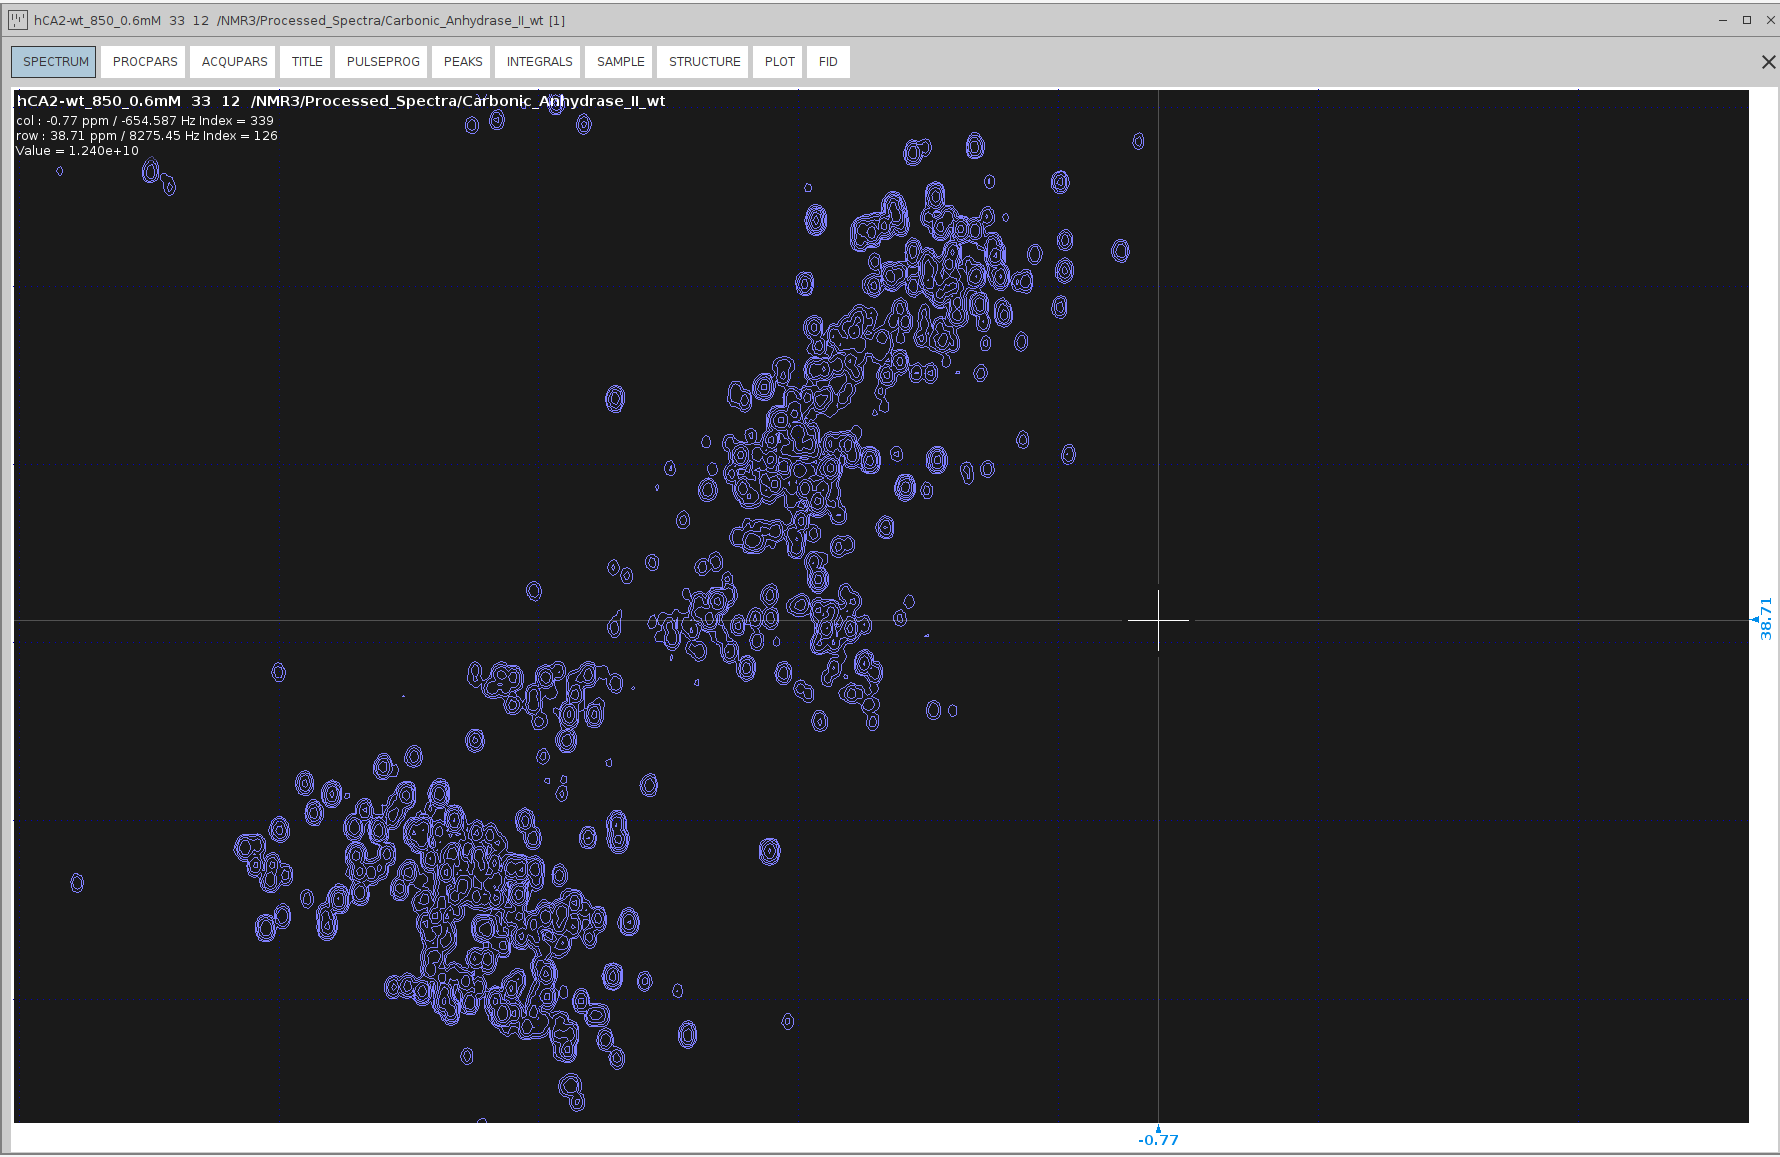 hCA2-wt_850_0.6mM 33 12 /NMR3/Processed_Spectra/Carbonic_Anhydrase_II_wt [1]
SPECTRUM PROCPARS ACQUPARS TITLE PULSEPROG PEAKS INTEGRALS SAMPLE STRUCTURE PLOT FID
hCA2-wt_850_0.6mM 33 12 /NMR3/Processed_Spectra/Carbonic_Anhydrase_II_wt
col : -0.77 ppm / -654.587 Hz Index = 339
row : 38.71 ppm / 8275.45 Hz Index = 126
Value = 1.240e+10
38.71
-0.77